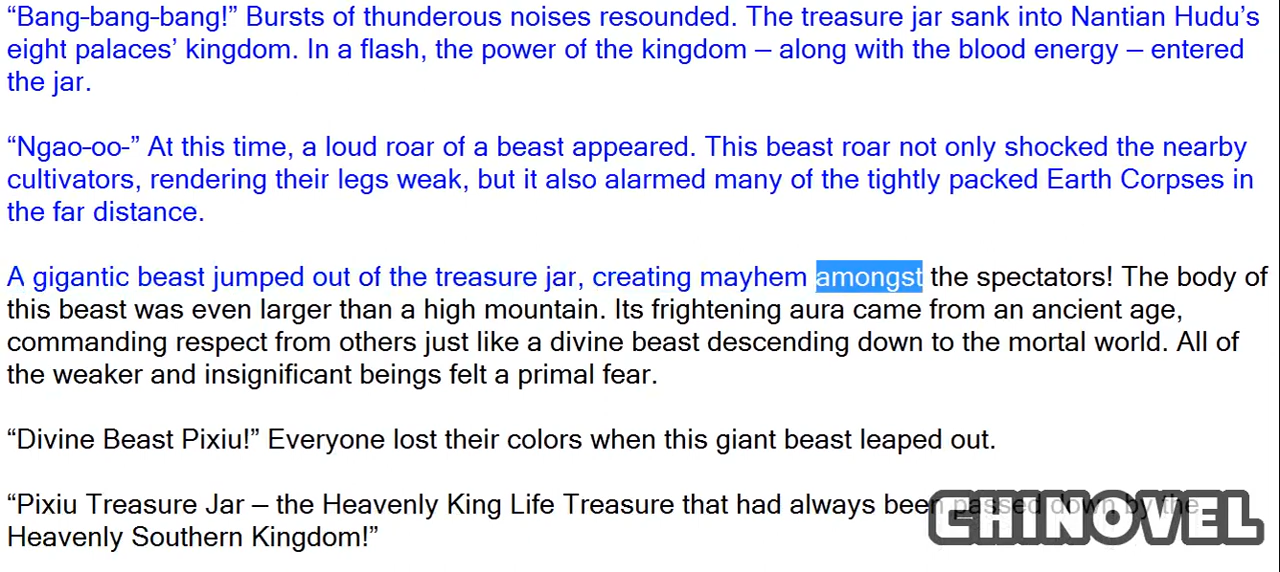 “Bang-bang-bang!” Bursts of thunderous noises resounded. The treasure jar sank into Nantian Hudu’s
eight palaces’ kingdom. In a flash, the power of the kingdom – along with the blood energy – entered
the jar.
“Ngao-oo-” At this time, a loud roar of a beast appeared. This beast roar not only shocked the nearby
cultivators, rendering their legs weak, but it also alarmed many of the tightly packed Earth Corpses in
the far distance.
A gigantic beast jumped out of the treasure jar, creating mayhem amongst the spectators! The body of
this beast was even larger than a high mountain. Its frightening aura came from an ancient age,
commanding respect from others just like a divine beast descending down to the mortal world. All of
the weaker and insignificant beings felt a primal fear.
“Divine Beast Pixiu!” Everyone lost their colors when this giant beast leaped out.
“Pixiu Treasure Jar – the Heavenly King Life Treasure that had always been passed down by the
Heavenly Southern Kingdom!”
CHINOVEL